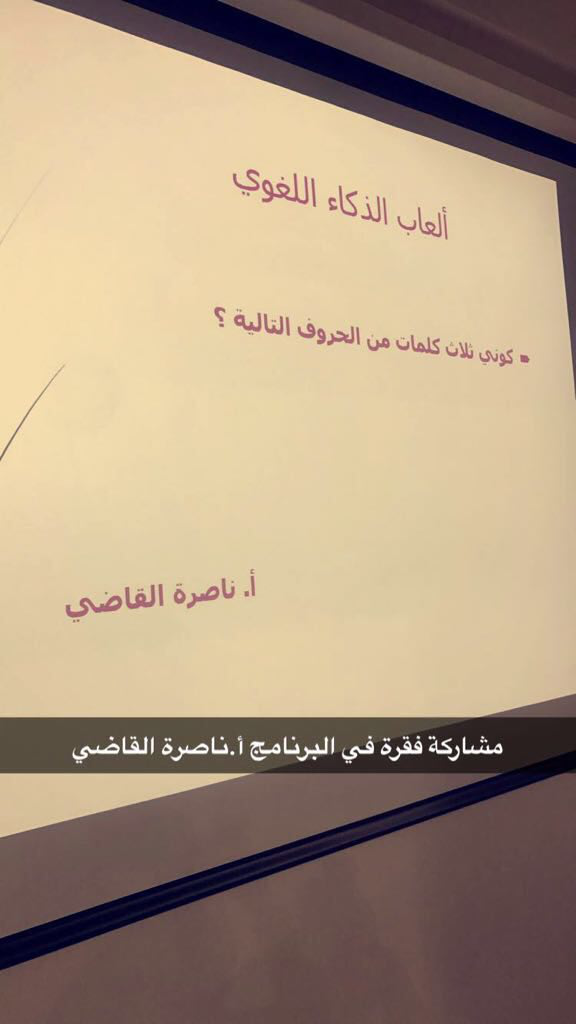 ألعاب الذكاء اللغوي
كوني ثلاث كلمات من الحروف التالية ؟
أ. ناصرة القاضي
مشاركة فقرة في البرنامج أ.ناصرة القاضي